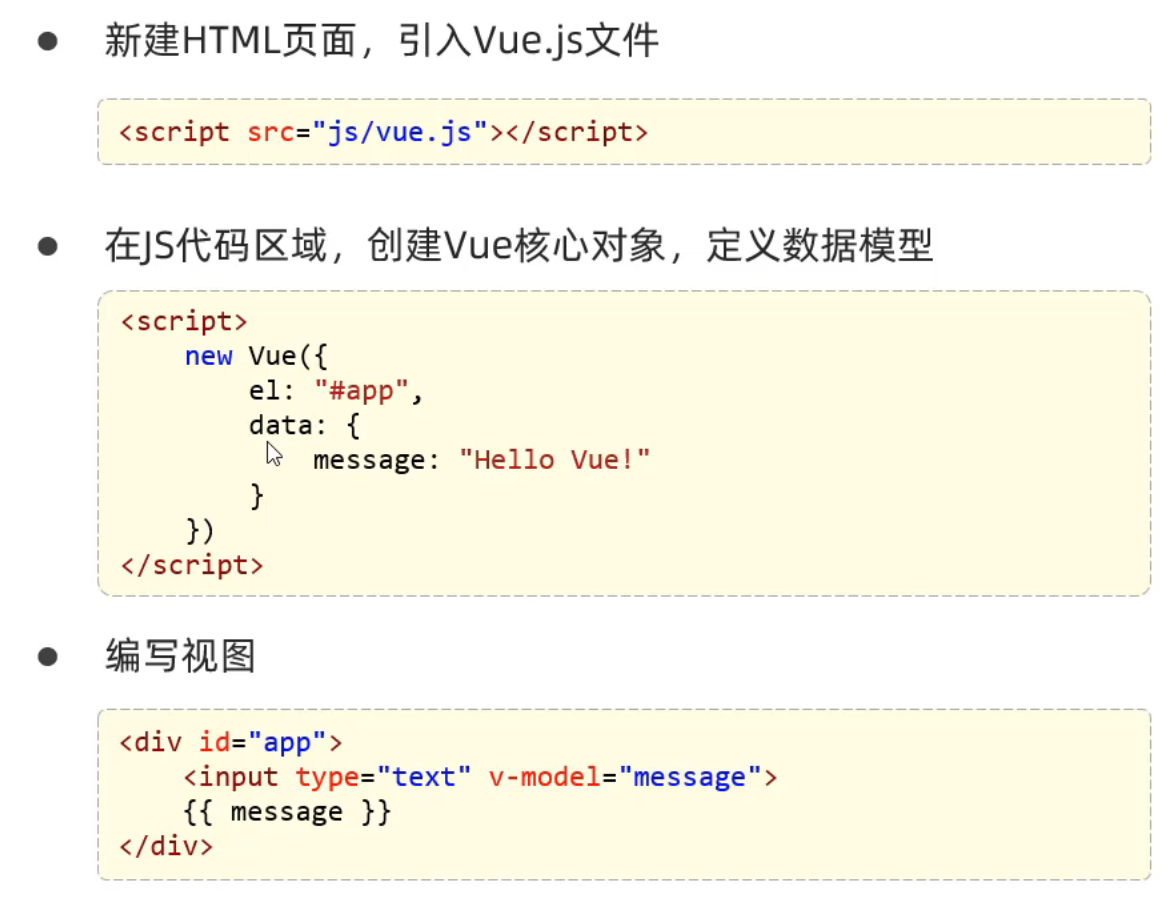 新建HTML页面，引入Vue.js文件
<script src="js/vue.js"></script>
在JS代码区域，创建Vue核心对象，定义数据模型
<script>
    new Vue({
        el: "#app",
        data: {
            message: "Hello Vue!"
        }
    })
</script>
编写视图
<div id="app">
    <input type="text" v-model="message">
    {{ message }}
</div>